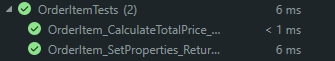 OrderItemTests (2) 6 ms
OrderItem_CalculateTotalPrice_... < 1 ms
OrderItem_SetProperties_Retur... 6 ms